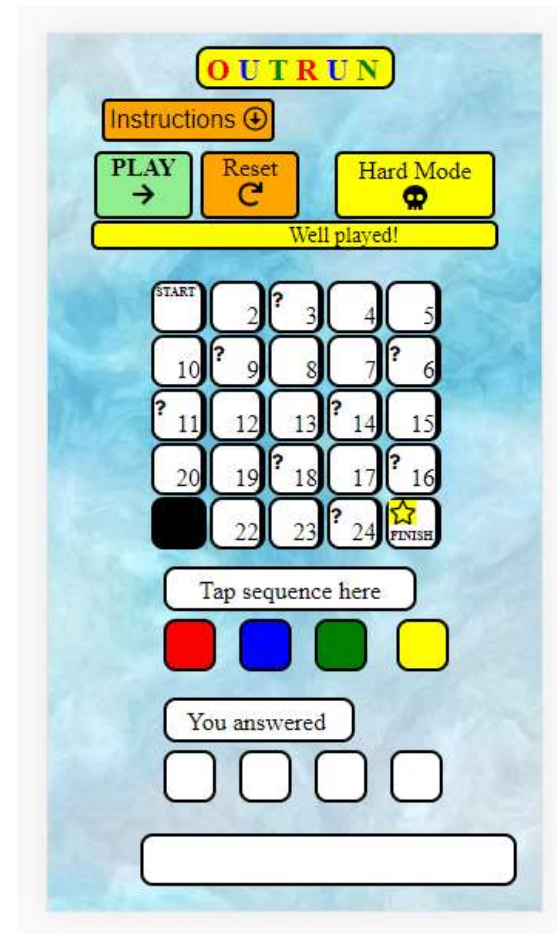 OUTRUN
Instructions
PLAY Reset Hard Mode
Well played!
START 2 ? 3 4 5
10 ? 9 8 7 ? 6
? 11 12 13 ? 14 15
20 19 ? 18 17 ? 16
22 23 ? 24 FINISH
Tap sequence here
You answered